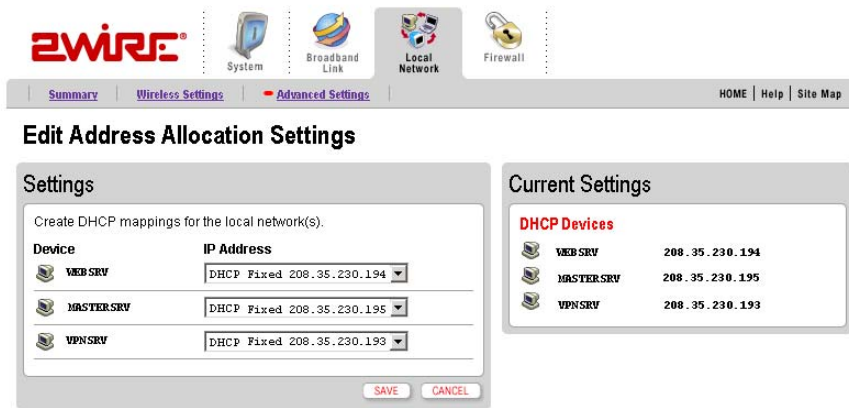 2WIRE®
System
Broadband Link
Local Network
Firewall
Summary | Wireless Settings | Advanced Settings
HOME | Help | Site Map
Edit Address Allocation Settings
Settings
Create DHCP mappings for the local network(s).
Device IP Address
WEBSRV DHCP Fixed 208.35.230.194
MASTERSRV DHCP Fixed 208.35.230.195
VPNSRV DHCP Fixed 208.35.230.193
SAVE CANCEL
Current Settings
DHCP Devices
WEBSRV 208.35.230.194
MASTERSRV 208.35.230.195
VPNSRV 208.35.230.193